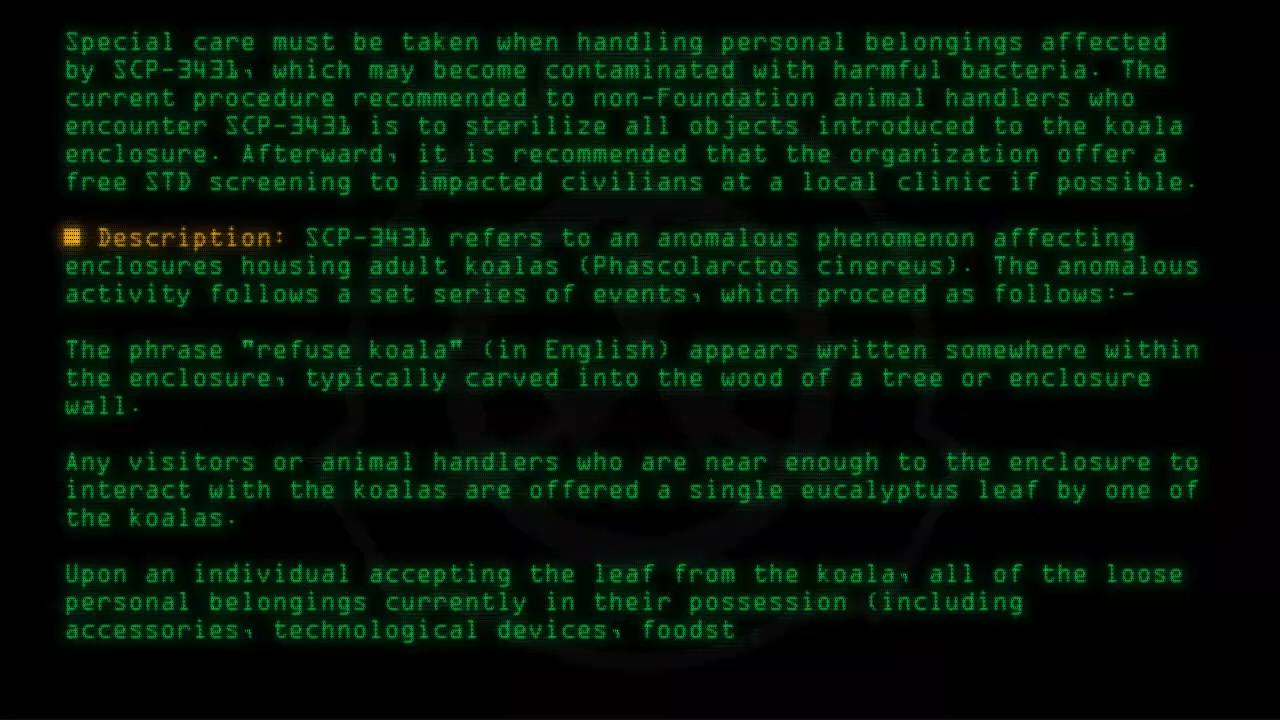 Special care must be taken when handling personal belongings affected
by SCP-3431, which may become contaminated with harmful bacteria. The
current procedure recommended to non-Foundation animal handlers who
encounter SCP-3431 is to sterilize all objects introduced to the koala
enclosure. Afterward, it is recommended that the organization offer a
free STD screening to impacted civilians at a local clinic if possible.
■ Description: SCP-3431 refers to an anomalous phenomenon affecting
enclosures housing adult koalas (Phascolarctos cinereus). The anomalous
activity follows a set series of events, which proceed as follows:-
The phrase "refuse koala" (in English) appears written somewhere within
the enclosure, typically carved into the wood of a tree or enclosure
wall.
Any visitors or animal handlers who are near enough to the enclosure to
interact with the koalas are offered a single eucalyptus leaf by one of
the koalas.
Upon an individual accepting the leaf from the koala, all of the loose
personal belongings currently in their possession (including
accessories, technological devices, foodst